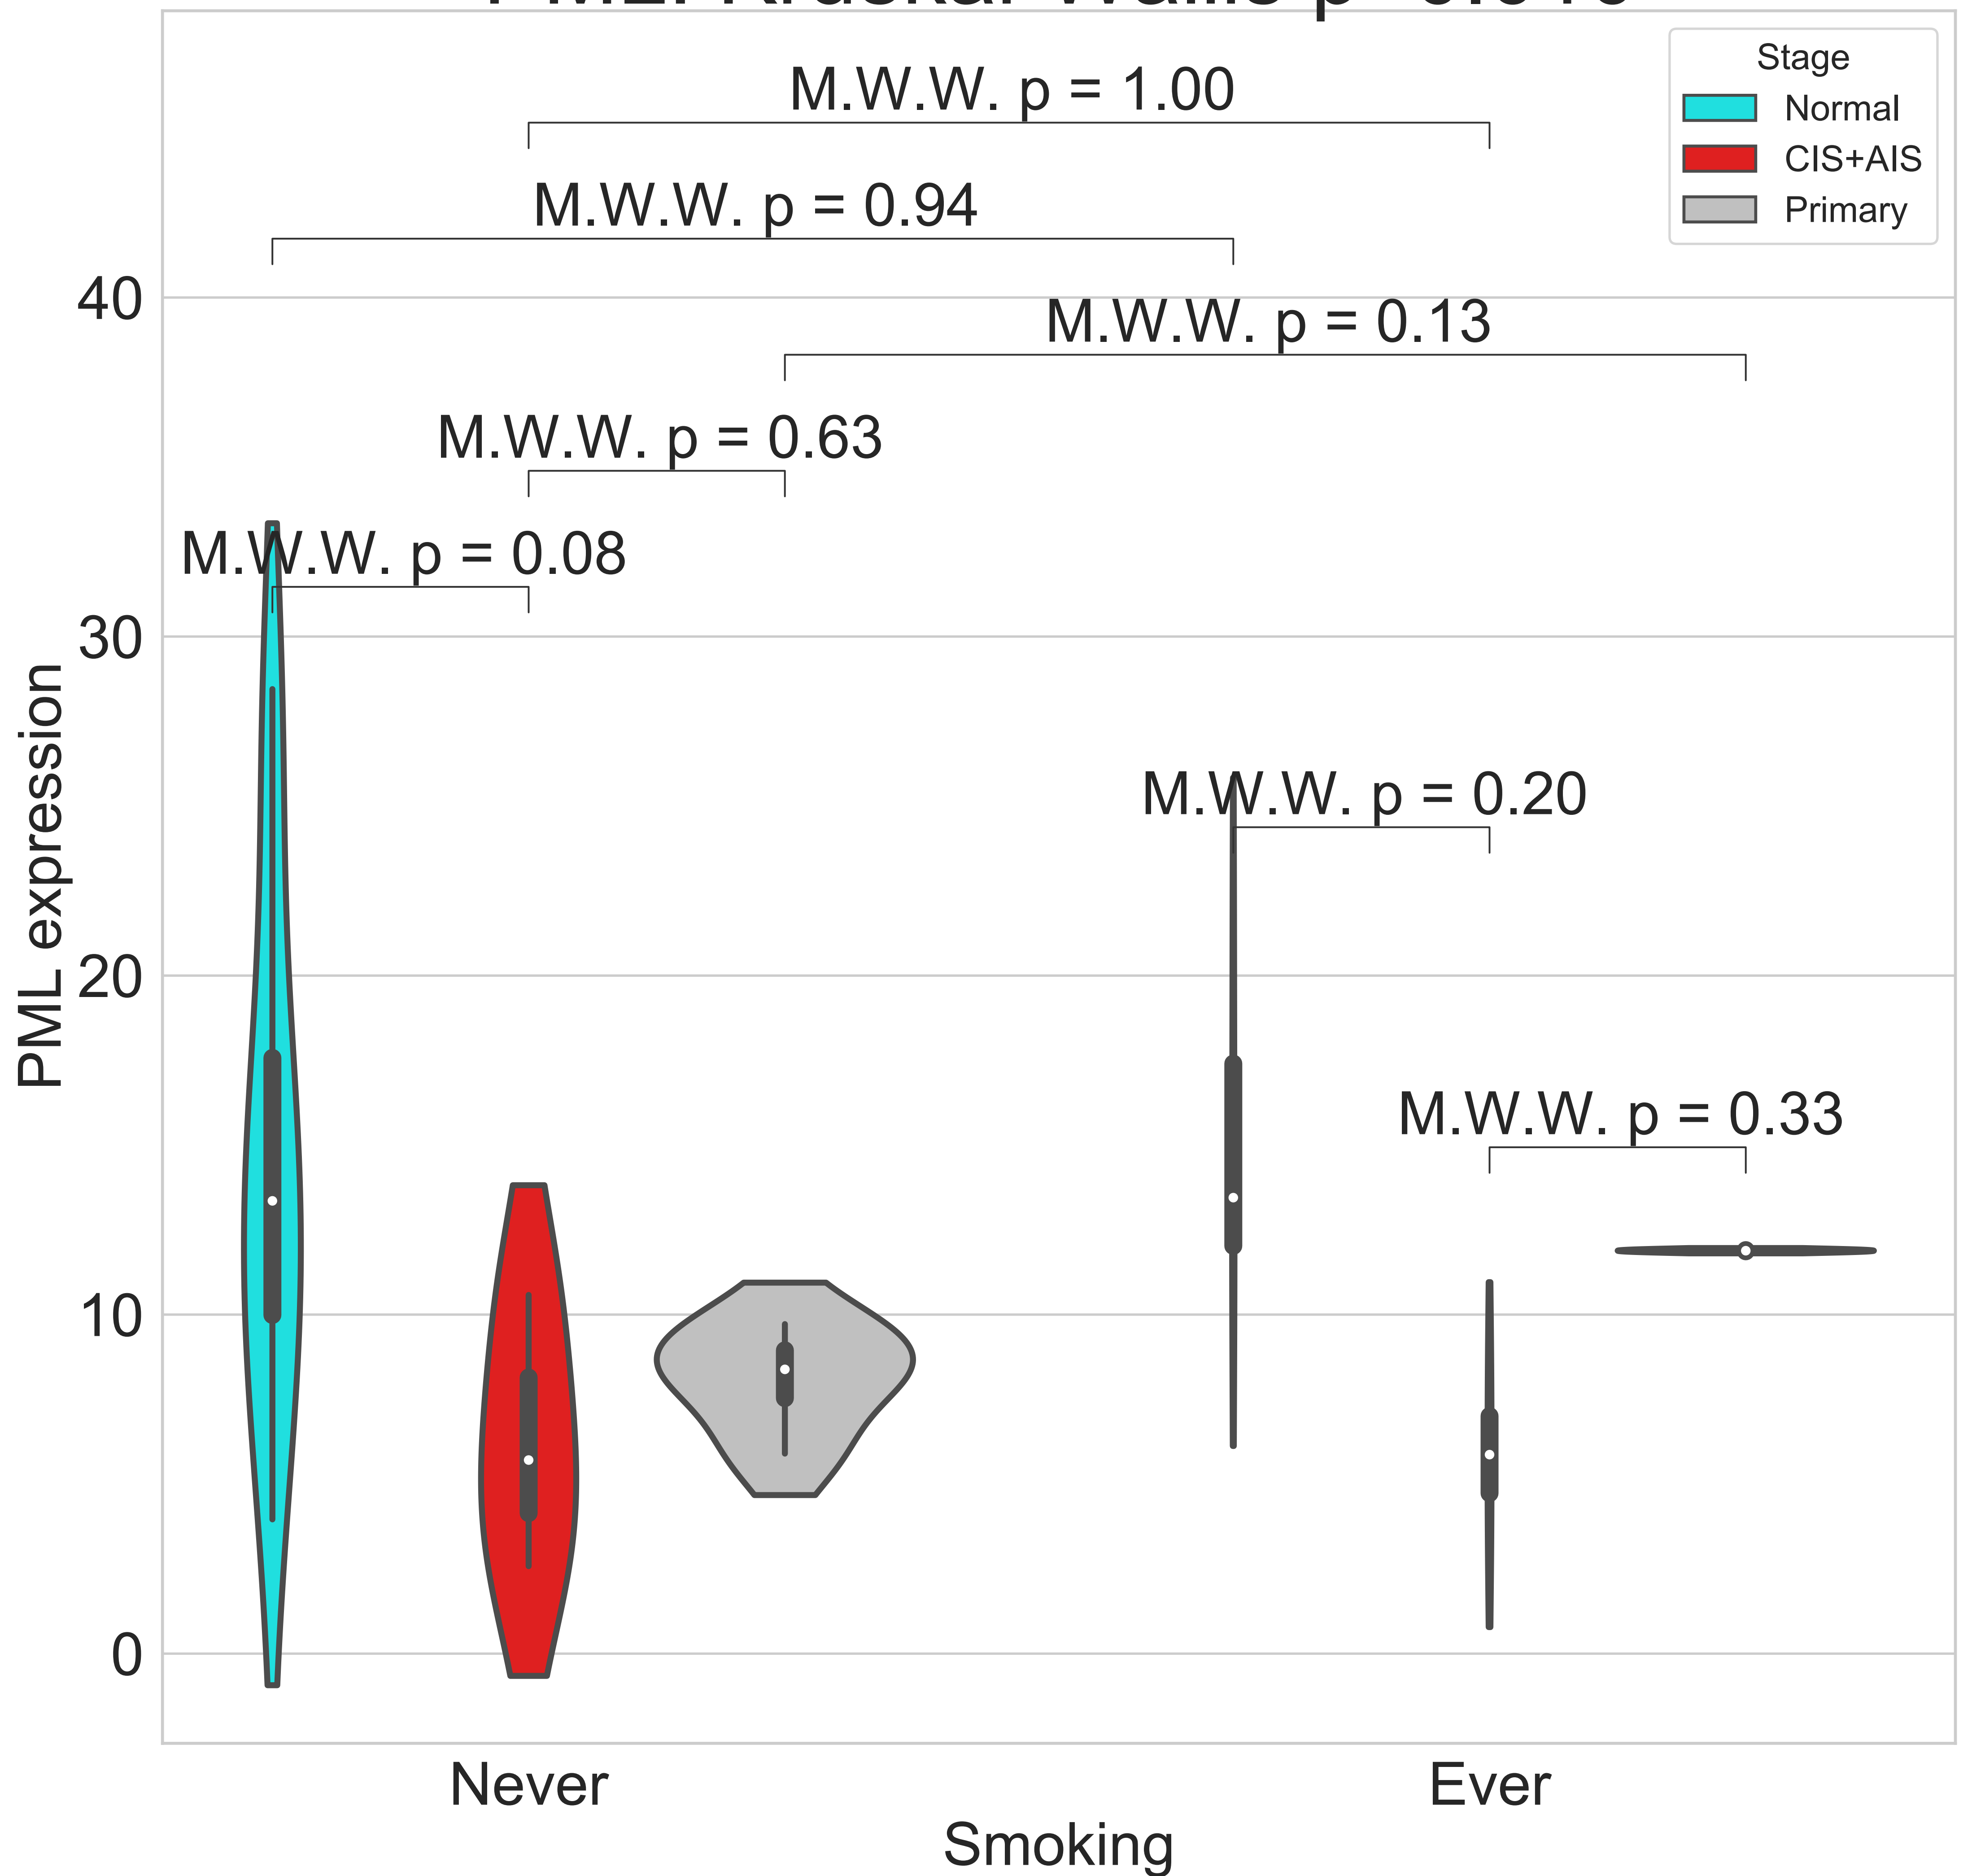 Stage
Normal
CIS+AIS
Primary
M.W.W. p = 1.00
M.W.W. p = 0.94
M.W.W. p = 0.13
M.W.W. p = 0.63
M.W.W. p = 0.08
M.W.W. p = 0.20
M.W.W. p = 0.33
PML expression
40
30
20
10
0
Never
Ever
Smoking